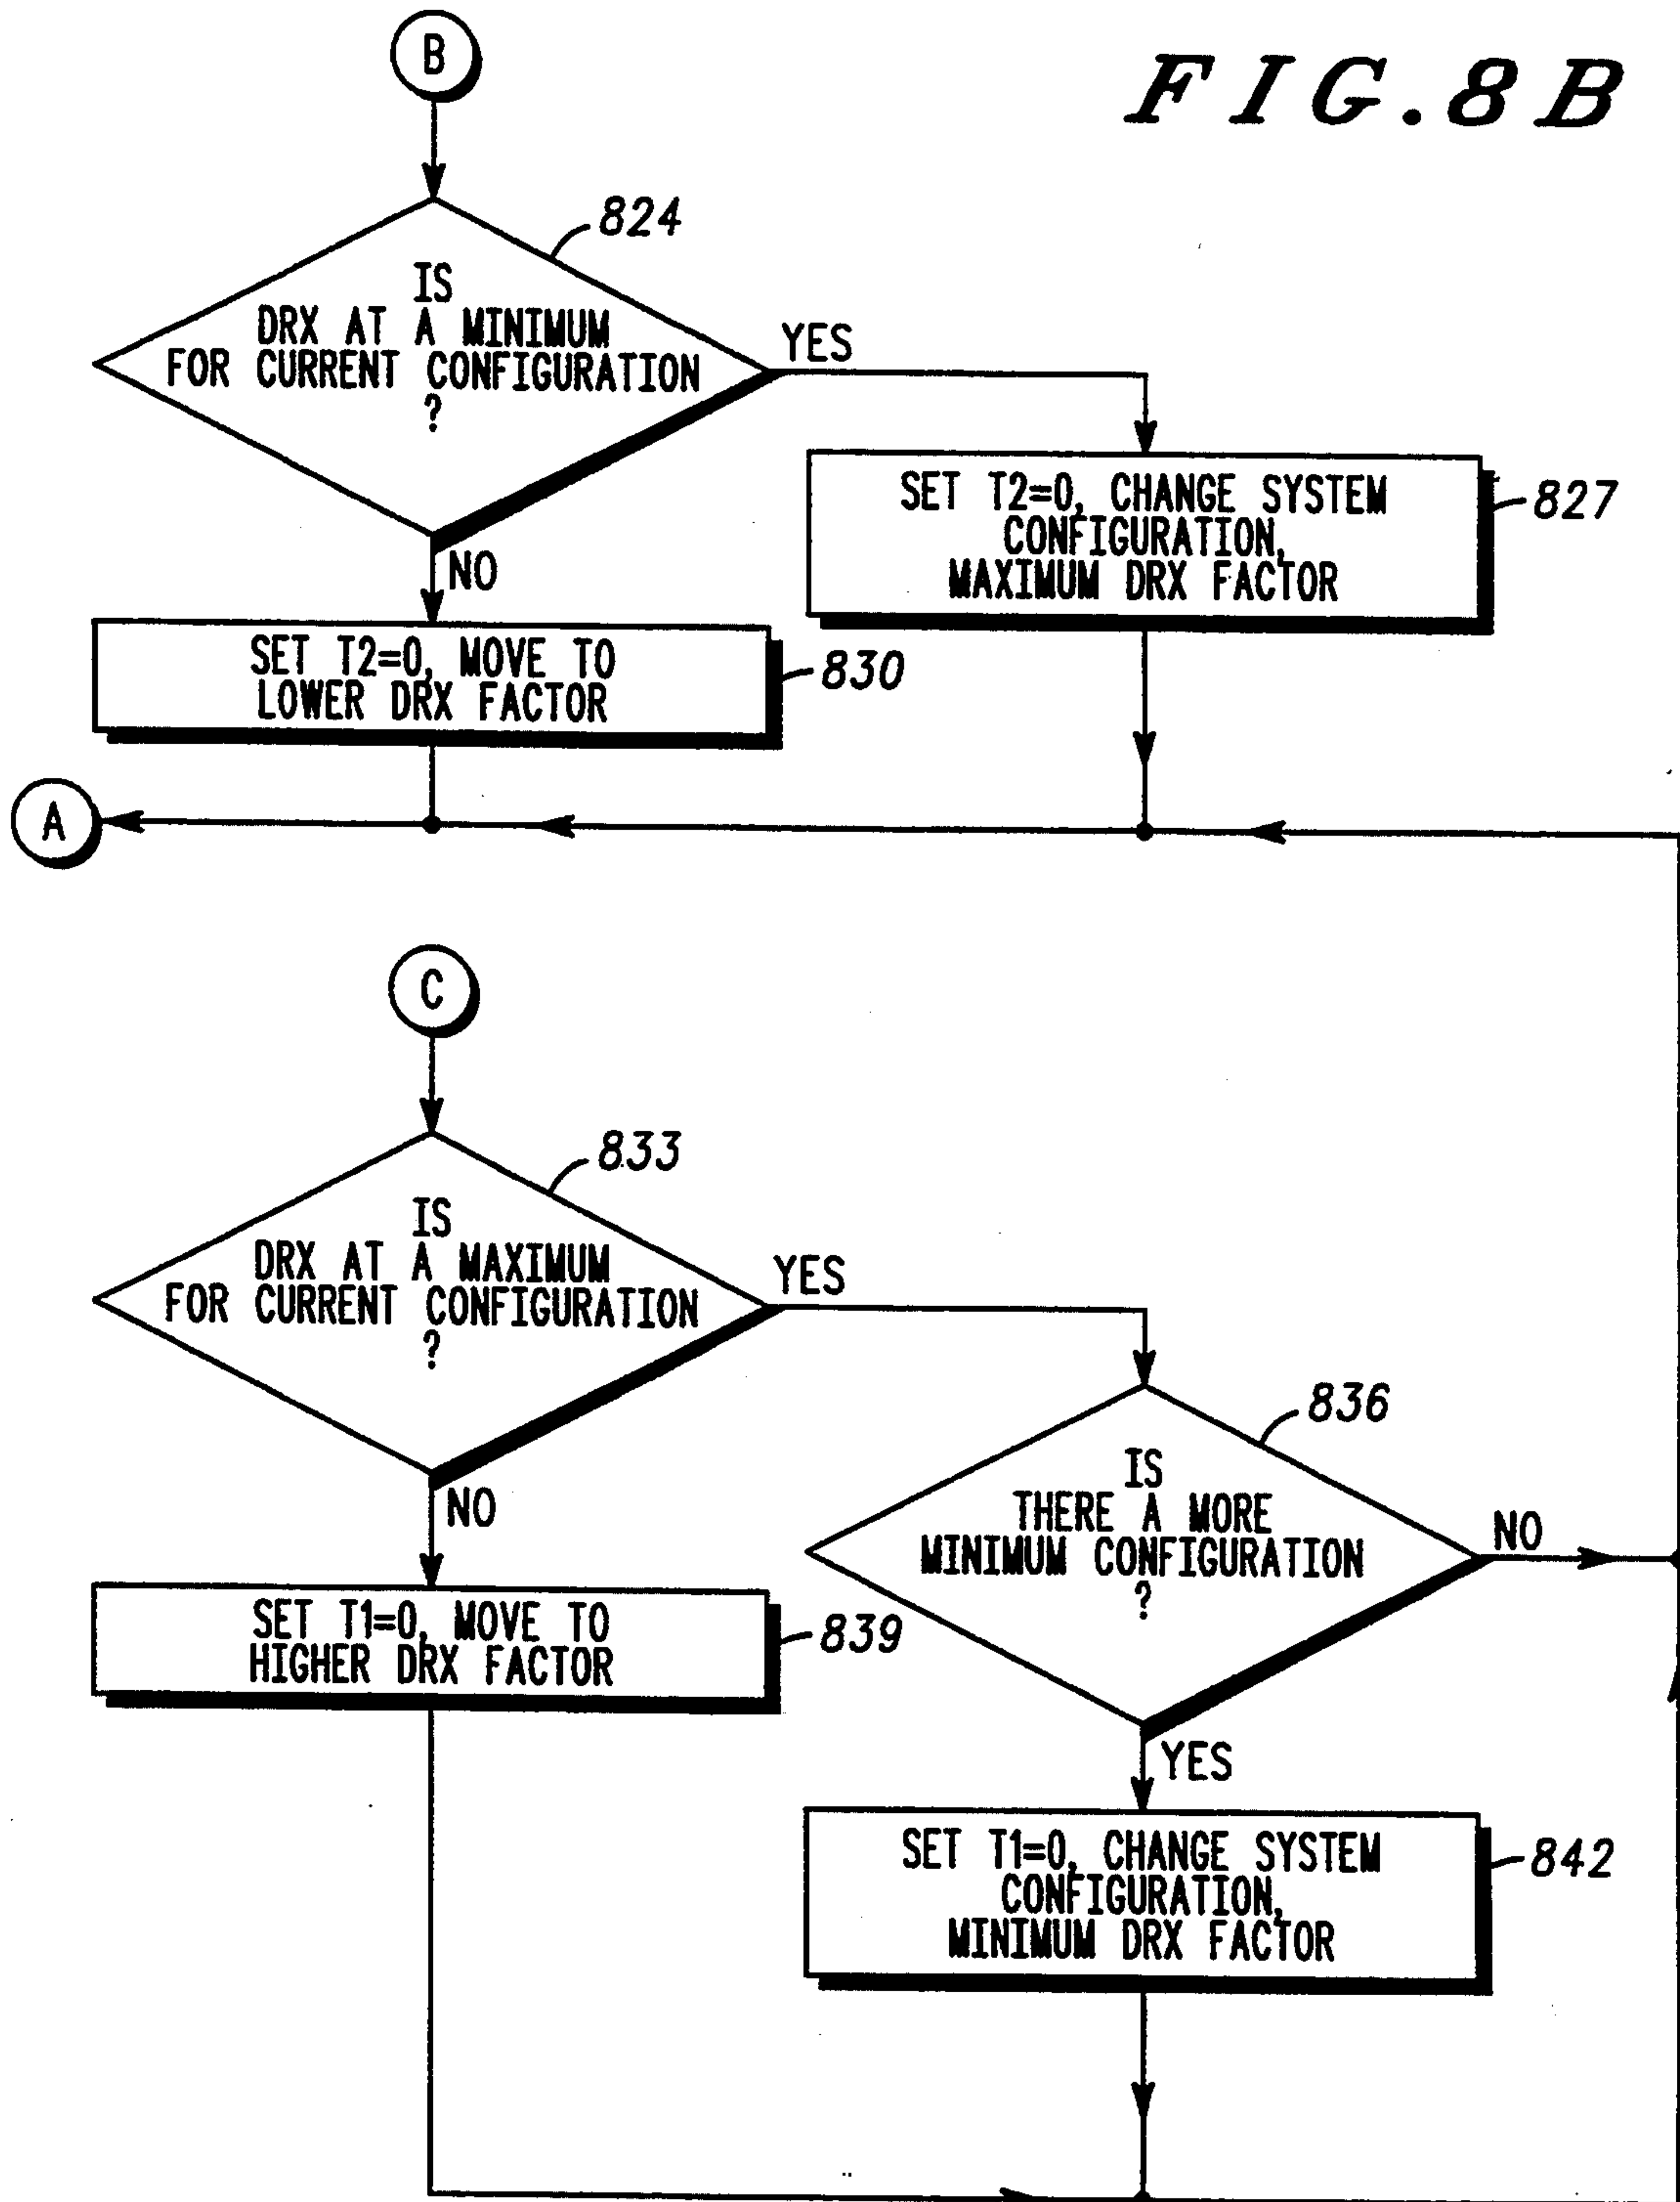 FIG.8B
B
824
IS
DRX AT A MINIMUM
FOR CURRENT CONFIGURATION
?
YES
NO
SET T2=0, CHANGE SYSTEM
CONFIGURATION,
MAXIMUM DRX FACTOR
827
SET T2=0, MOVE TO
LOWER DRX FACTOR
830
A
C
833
IS
DRX AT A MAXIMUM
FOR CURRENT CONFIGURATION
?
YES
NO
836
IS
THERE A MORE
MINIMUM CONFIGURATION
?
NO
YES
SET T1=0, MOVE TO
HIGHER DRX FACTOR
839
SET T1=0, CHANGE SYSTEM
CONFIGURATION,
MINIMUM DRX FACTOR
842